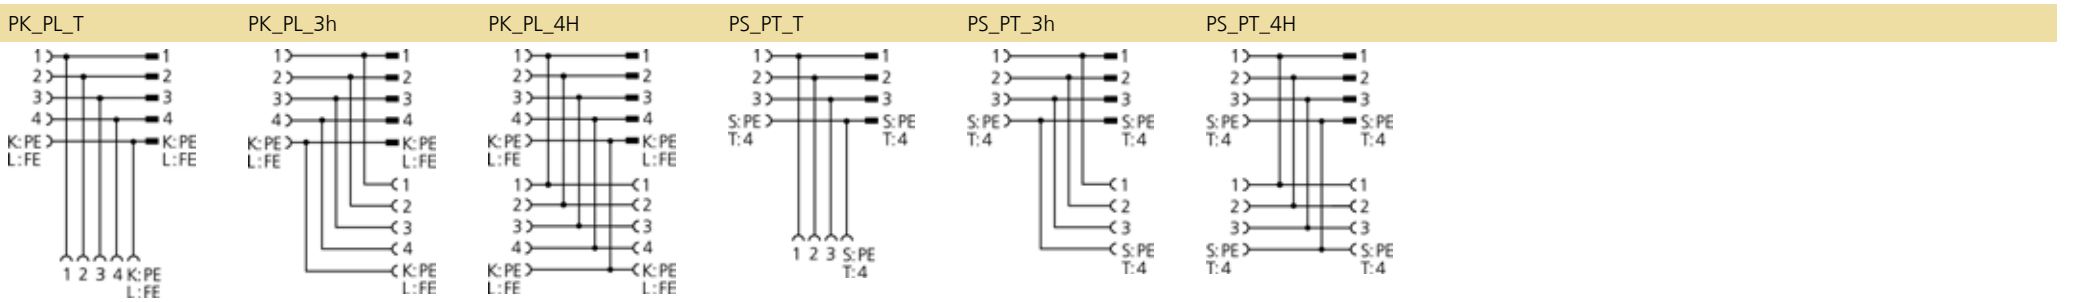 PK_PL_T
1 1
2 2
3 3
4 4
K: PE K: PE
L: FE L: FE
1 2 3 4 K: PE
L: FE
PK_PL_3h
1 1
2 2
3 3
4 4
K: PE K: PE
L: FE L: FE
1
2
3
4
K: PE
L: FE
PK_PL_4H
1 1
2 2
3 3
4 4
K: PE K: PE
L: FE L: FE
1 1
2 2
3 3
4 4
K: PE K: PE
L: FE L: FE
PS_PT_T
1 1
2 2
3 3
S: PE S: PE
T: 4 T: 4
1 2 3 S: PE
T: 4
PS_PT_3h
1 1
2 2
3 3
S: PE S: PE
T: 4 T: 4
1
2
3
S: PE
T: 4
PS_PT_4H
1 1
2 2
3 3
S: PE S: PE
T: 4 T: 4
1 1
2 2
3 3
S: PE S: PE
T: 4 T: 4